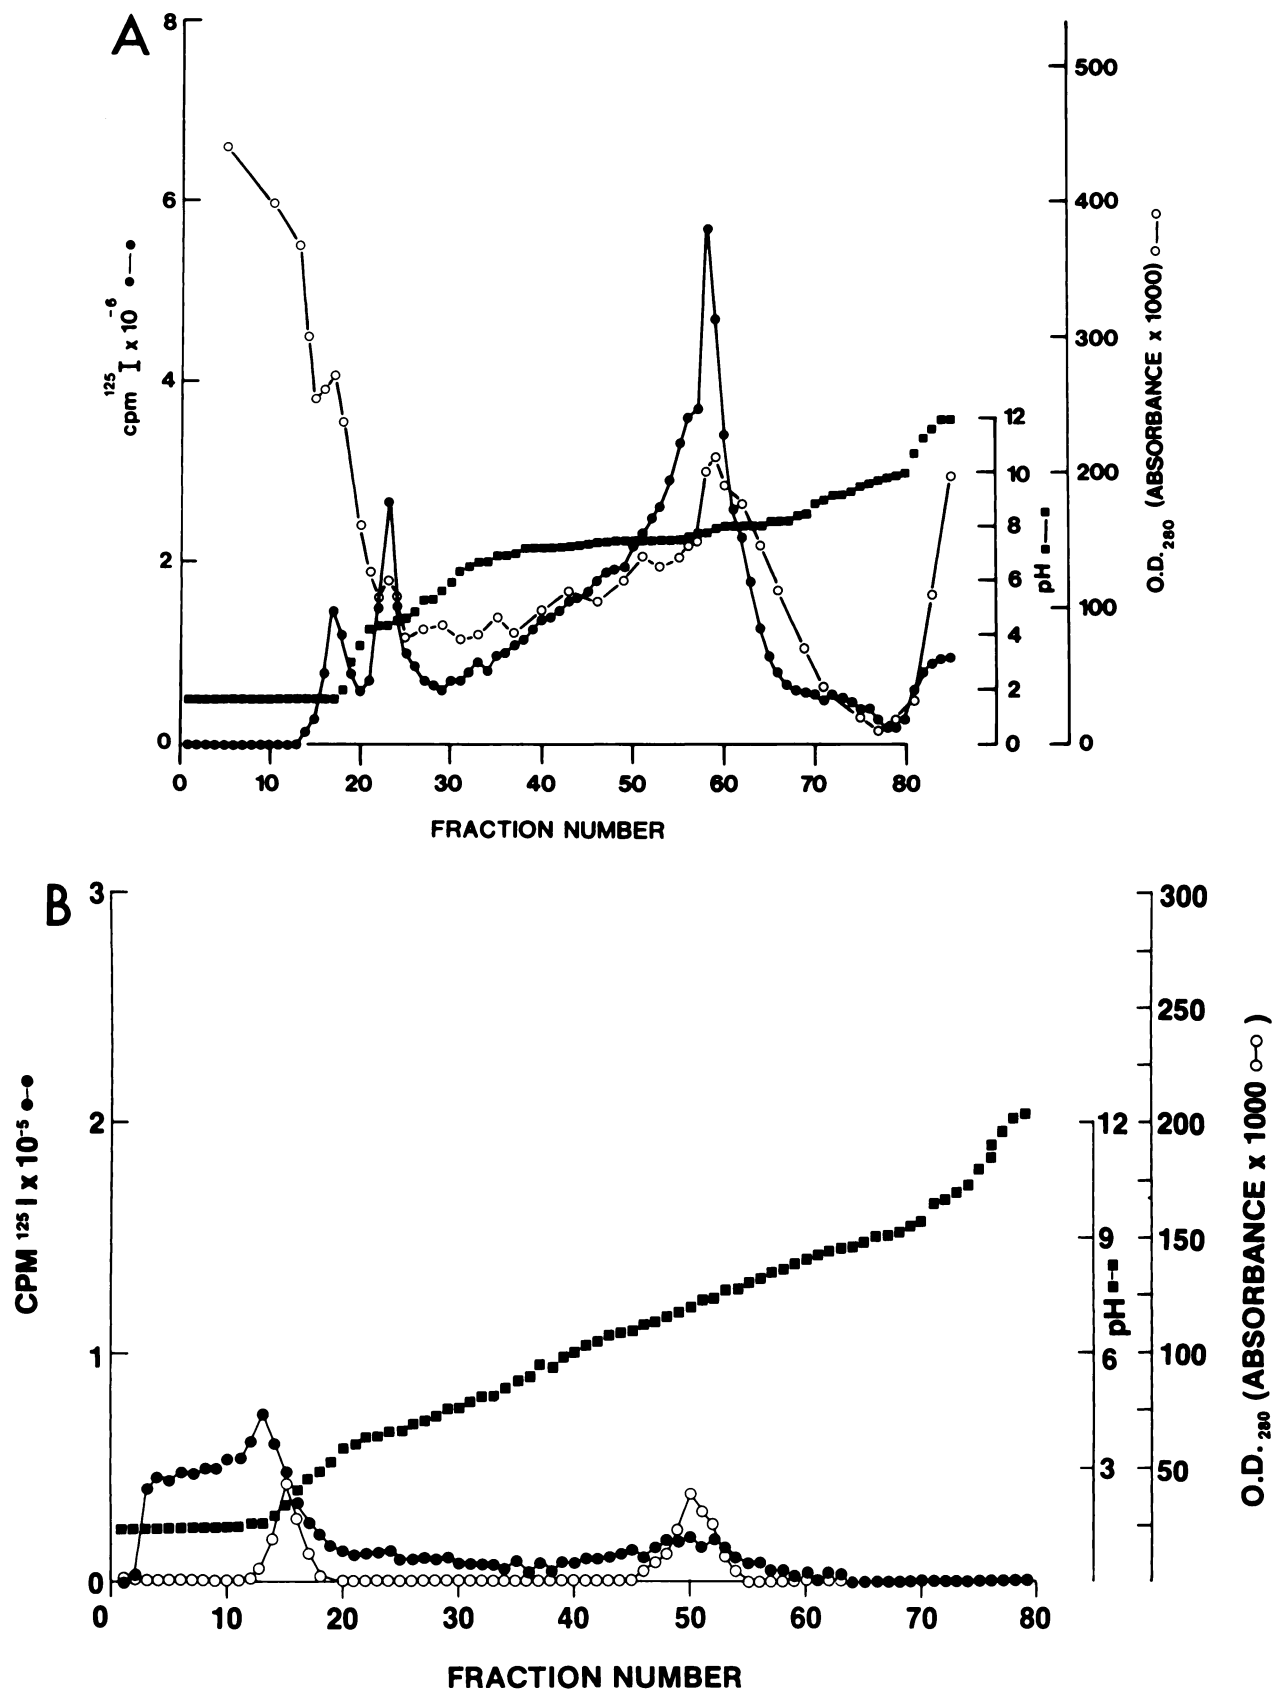 A
8
6
4
2
0
cpm ¹²⁵I x 10⁻⁶ ●—●
0 10 20 30 40 50 60 70 80
FRACTION NUMBER
12
10
8
6
4
2
0
pH ■—■
500
400
300
200
100
0
O.D.₂₈₀ (ABSORBANCE x 1000) ○—○
B
3
2
1
0
CPM ¹²⁵I x 10⁻⁵ ●—●
0 10 20 30 40 50 60 70 80
FRACTION NUMBER
12
9
6
3
pH ■—■
300
250
200
150
100
50
O.D.₂₈₀ (ABSORBANCE x 1000 ○—○ )